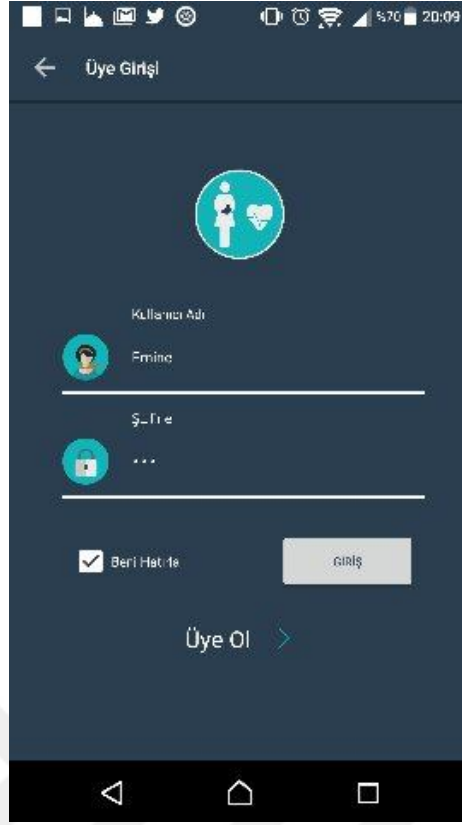 %70 20:09
Üye Girişi
Kullanıcı Adı
Emine
Şifre
***
Beni Hatırla
GİRİŞ
Üye Ol